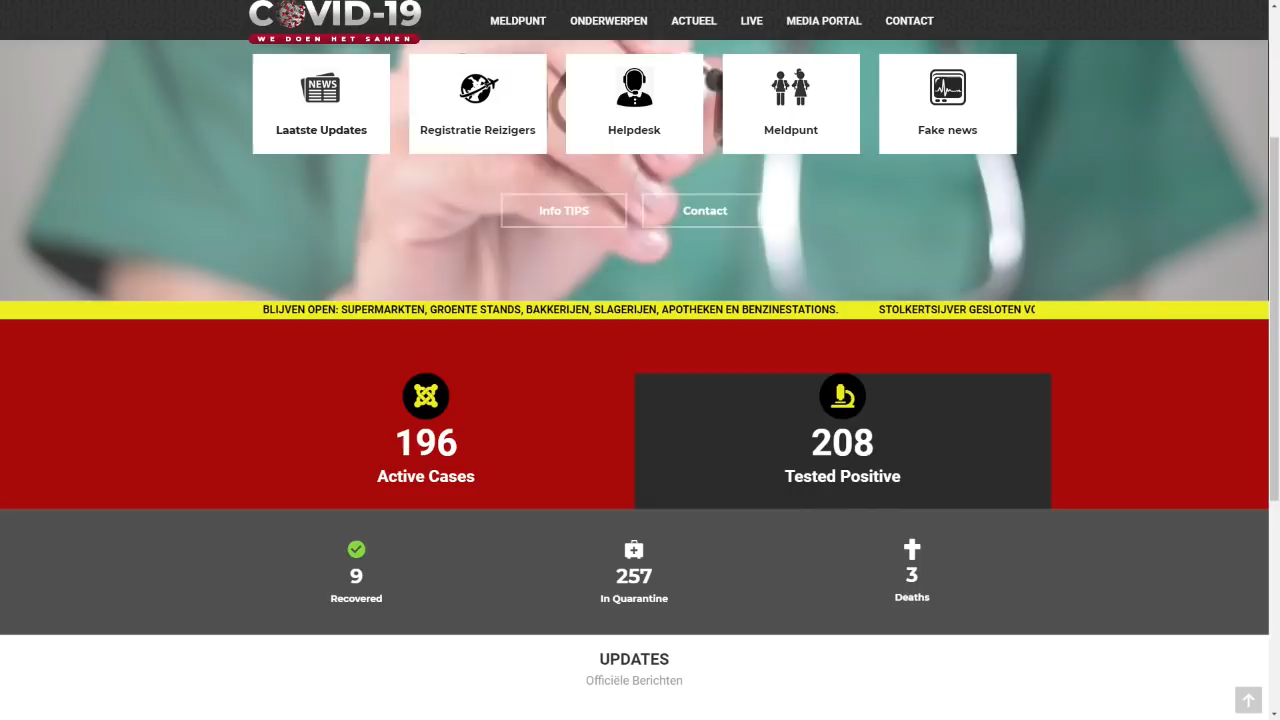 COVID-19
WE DOEN HET SAMEN
MELDPUNT ONDERWERPEN ACTUEEL LIVE MEDIA PORTAL CONTACT
NEWS
Laatste Updates
Registratie Reizigers
Helpdesk
Meldpunt
Fake news
Info TIPS
Contact
BLIJVEN OPEN: SUPERMARKTEN, GROENTE STANDS, BAKKERIJEN, SLAGERIJEN, APOTHEKEN EN BENZINESTATIONS. STOLKERTSIJVER GESLOTEN
196
Active Cases
208
Tested Positive
9
Recovered
257
In Quarantine
3
Deaths
UPDATES
Officiële Berichten